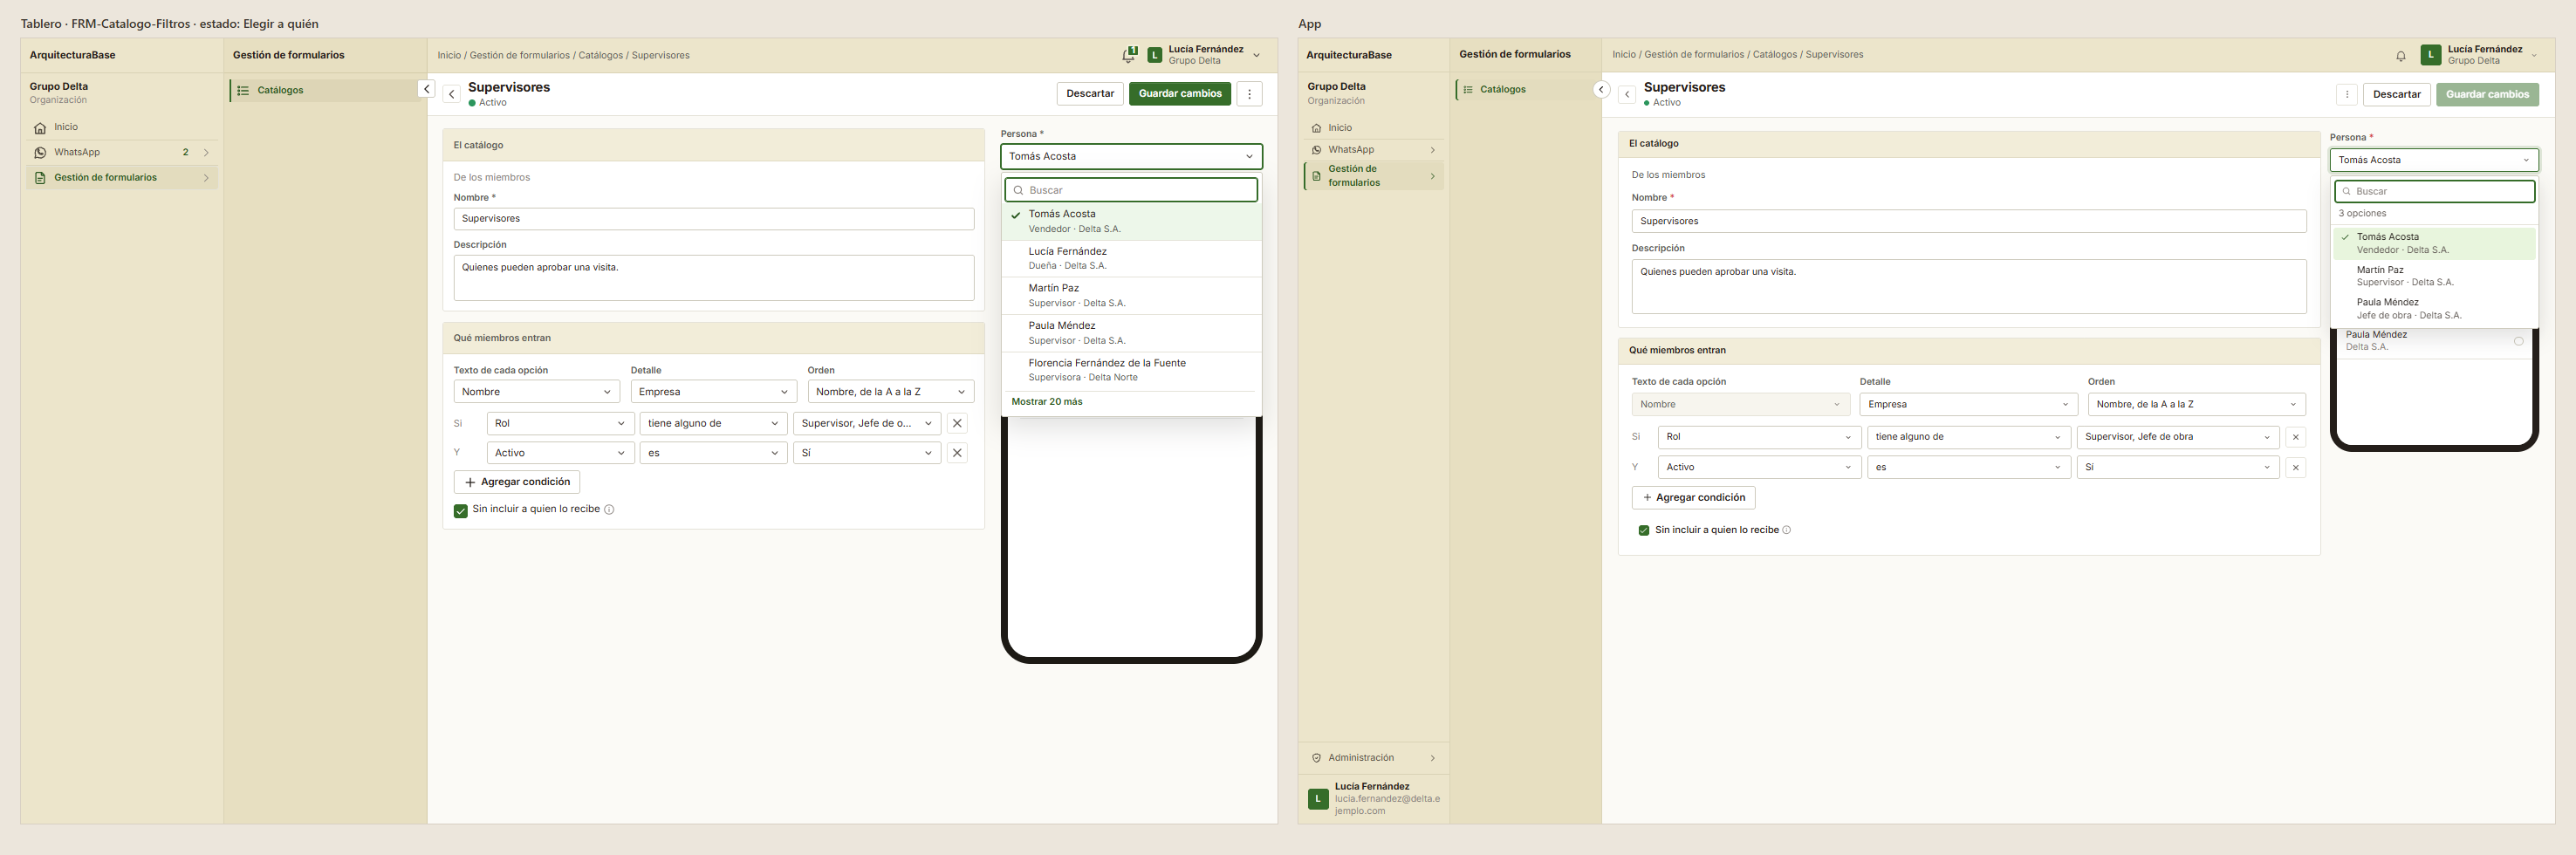 Tablero · FRM-Catalogo-Filtros · estado: Elegir a quién
ArquitecturaBase
Gestión de formularios
Inicio / Gestión de formularios / Catálogos / Supervisores
1
L
Lucía Fernández
Grupo Delta
Grupo Delta
Organización
Inicio
WhatsApp 2
Gestión de formularios
Catálogos
Supervisores
Activo
Descartar
Guardar cambios
El catálogo
De los miembros
Nombre *
Supervisores
Descripción
Quienes pueden aprobar una visita.
Qué miembros entran
Texto de cada opción Detalle Orden
Nombre Empresa Nombre, de la A a la Z
Si Rol tiene alguno de Supervisor, Jefe de o...
Y Activo es Sí
Agregar condición
Sin incluir a quien lo recibe
Persona *
Tomás Acosta
Buscar
Tomás Acosta
Vendedor · Delta S.A.
Lucía Fernández
Dueña · Delta S.A.
Martín Paz
Supervisor · Delta S.A.
Paula Méndez
Supervisor · Delta S.A.
Florencia Fernández de la Fuente
Supervisora · Delta Norte
Mostrar 20 más
App
ArquitecturaBase
Gestión de formularios
Inicio / Gestión de formularios / Catálogos / Supervisores
L
Lucía Fernández
Grupo Delta
Grupo Delta
Organización
Inicio
WhatsApp
Gestión de
formularios
Catálogos
Supervisores
Activo
Descartar
Guardar cambios
El catálogo
De los miembros
Nombre *
Supervisores
Descripción
Quienes pueden aprobar una visita.
Qué miembros entran
Texto de cada opción Detalle Orden
Nombre Empresa Nombre, de la A a la Z
Si Rol tiene alguno de Supervisor, Jefe de obra
Y Activo es Sí
Agregar condición
Sin incluir a quien lo recibe
Persona *
Tomás Acosta
Buscar
3 opciones
Tomás Acosta
Vendedor · Delta S.A.
Martín Paz
Supervisor · Delta S.A.
Paula Méndez
Jefe de obra · Delta S.A.
Paula Méndez
Delta S.A.
Administración
L
Lucía Fernández
lucia.fernandez@delta.e
jemplo.com